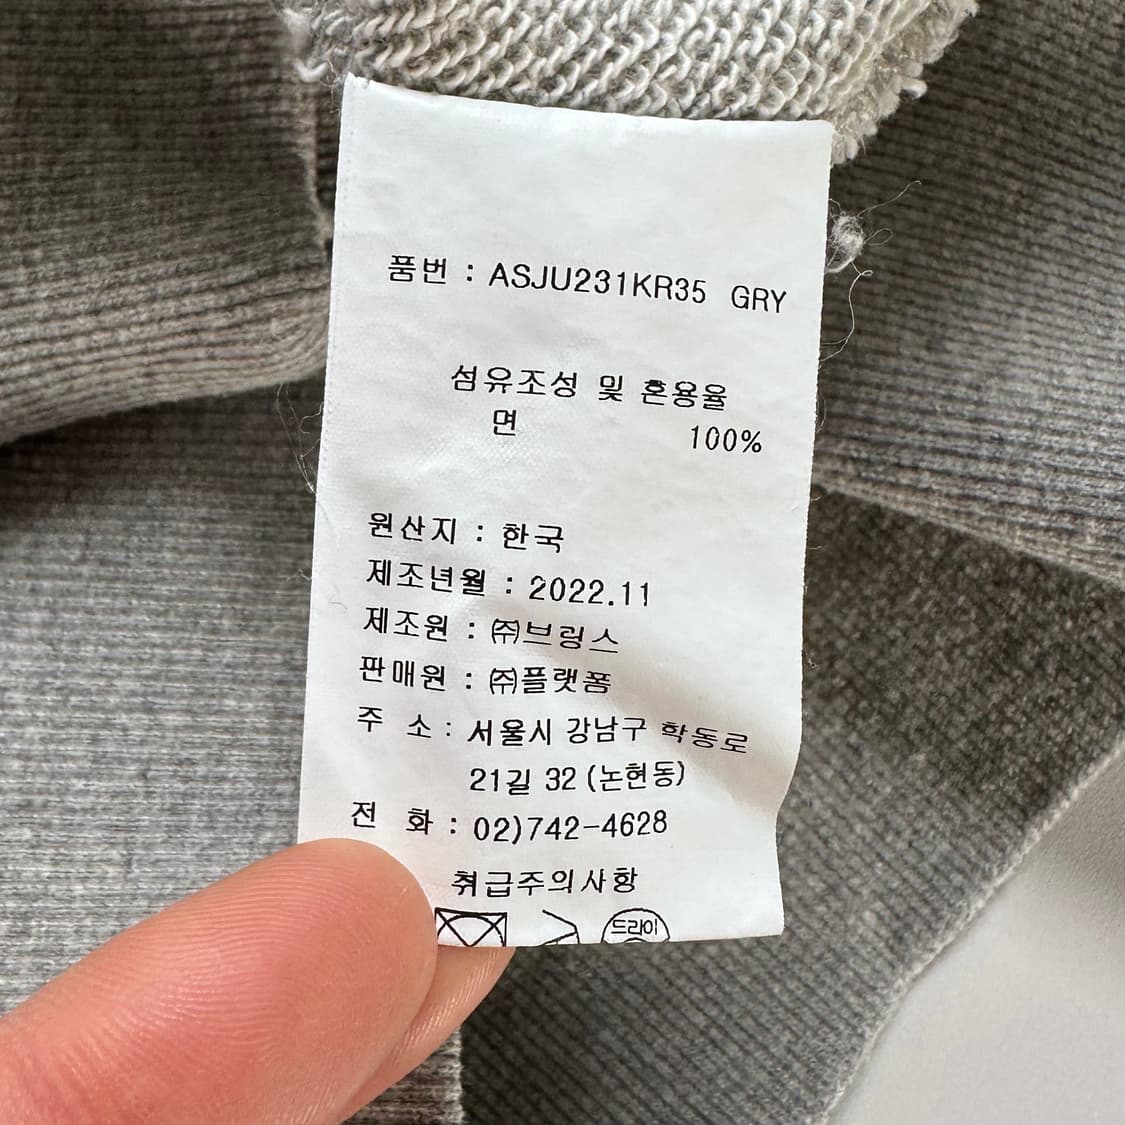 품번 : ASJU231KR35 GRY
섬유조성 및 혼용율
면 100%
원산지 : 한국
제조년월 : 2022.11
제조원 : ㈜브링스
판매원 : ㈜플랫폼
주 소 : 서울시 강남구 학동로
21길 32 (논현동)
전 화 : 02)742-4628
취급주의사항
드라이